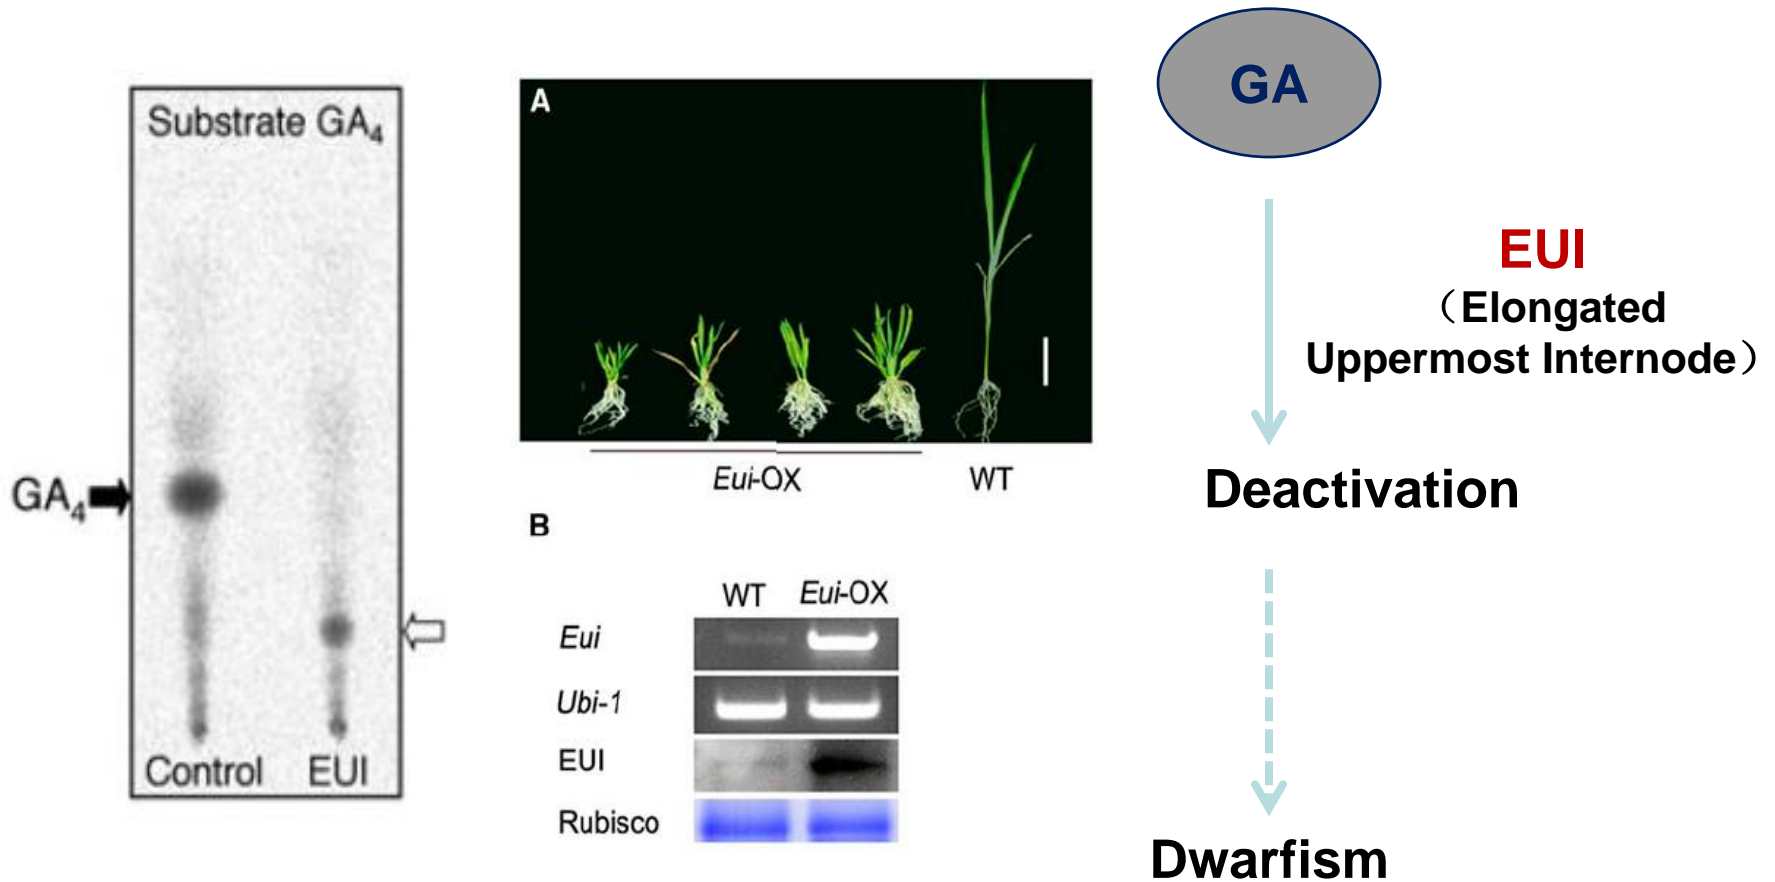 Substrate GA₄
GA₄
Control EUI
A
Eui-OX WT
B
WT Eui-OX
Eui
Ubi-1
EUI
Rubisco
GA
EUI
（Elongated
Uppermost Internode）
Deactivation
Dwarfism